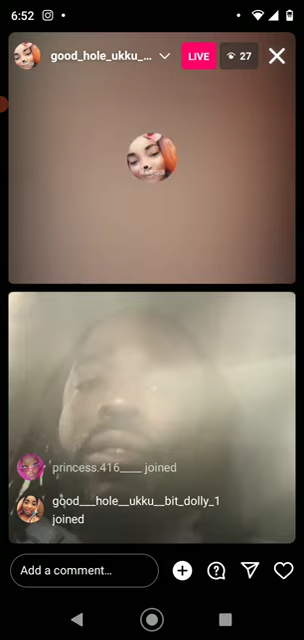 6:52
good_hole_ukku_...
LIVE
27
princess.416____ joined
good___hole__ukku__bit_dolly_1
joined
Add a comment...